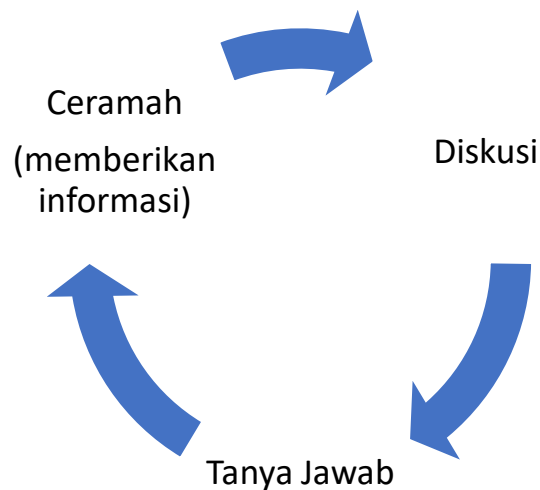 Ceramah
(memberikan
informasi)
Diskusi
Tanya Jawab